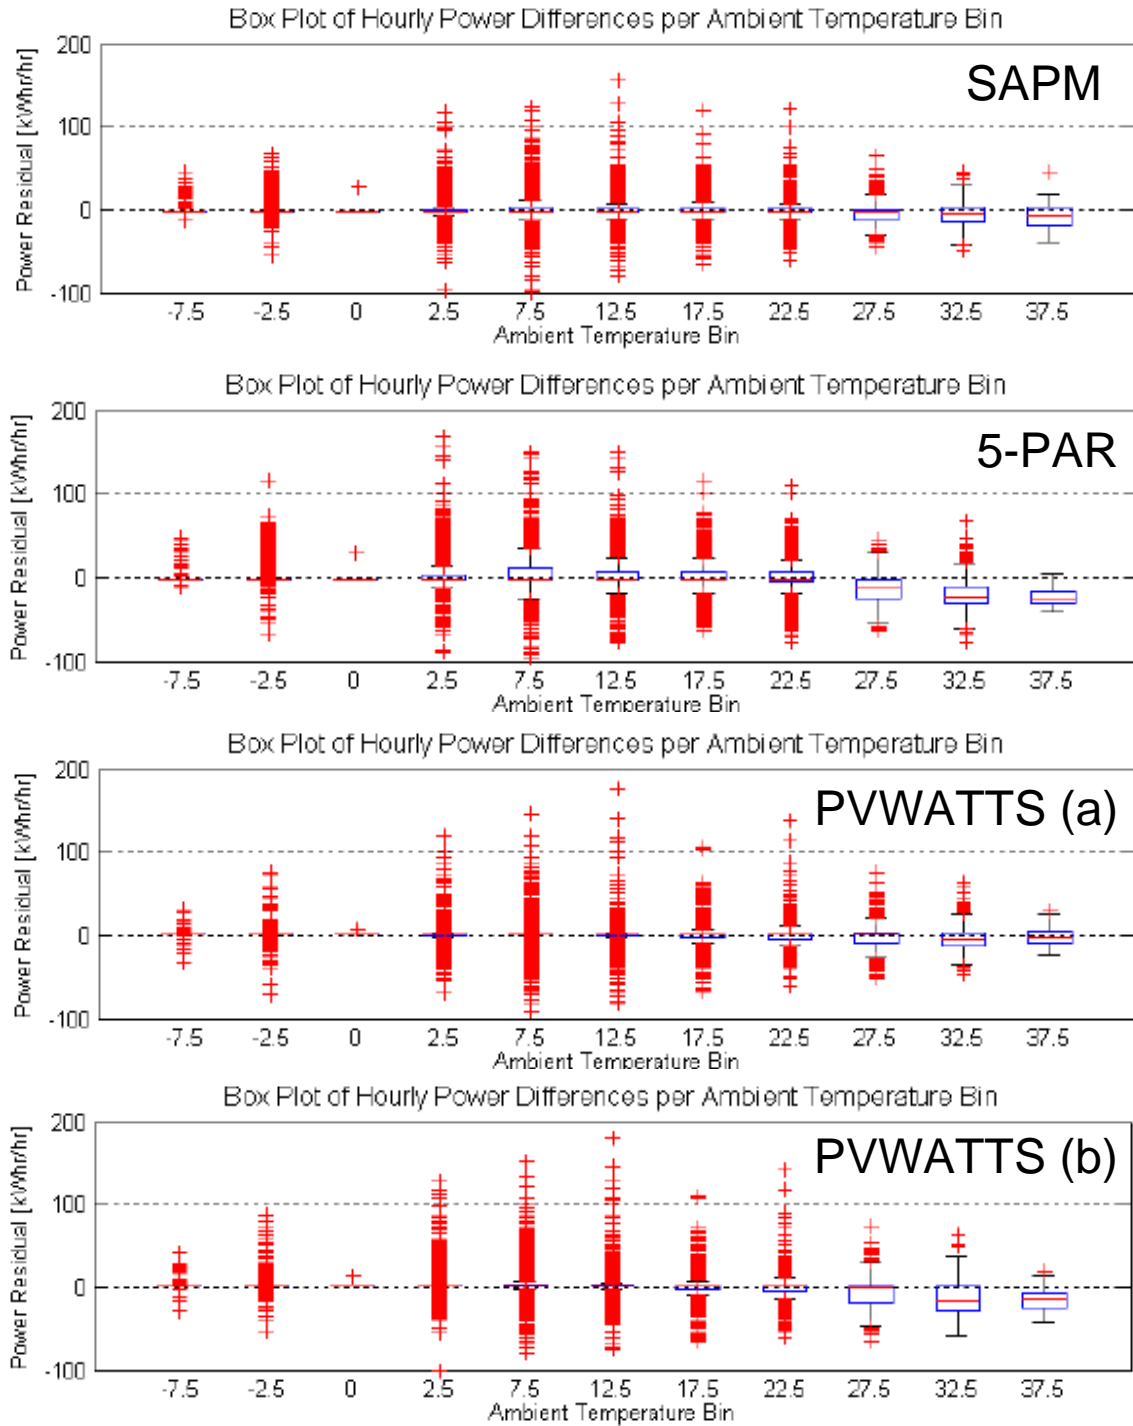 Box Plot of Hourly Power Differences per Ambient Temperature Bin
SAPM
Power Residual [kWhr/hr]
200
100
0
-100
-7.5 -2.5 0 2.5 7.5 12.5 17.5 22.5 27.5 32.5 37.5
Ambient Temperature Bin
Box Plot of Hourly Power Differences per Ambient Temperature Bin
5-PAR
Power Residual [kWhr/hr]
200
100
0
-100
-7.5 -2.5 0 2.5 7.5 12.5 17.5 22.5 27.5 32.5 37.5
Ambient Temperature Bin
Box Plot of Hourly Power Differences per Ambient Temperature Bin
PVWATTS (a)
Power Residual [kWhr/hr]
200
100
0
-100
-7.5 -2.5 0 2.5 7.5 12.5 17.5 22.5 27.5 32.5 37.5
Ambient Temperature Bin
Box Plot of Hourly Power Differences per Ambient Temperature Bin
PVWATTS (b)
Power Residual [kWhr/hr]
200
100
0
-100
-7.5 -2.5 0 2.5 7.5 12.5 17.5 22.5 27.5 32.5 37.5
Ambient Temperature Bin